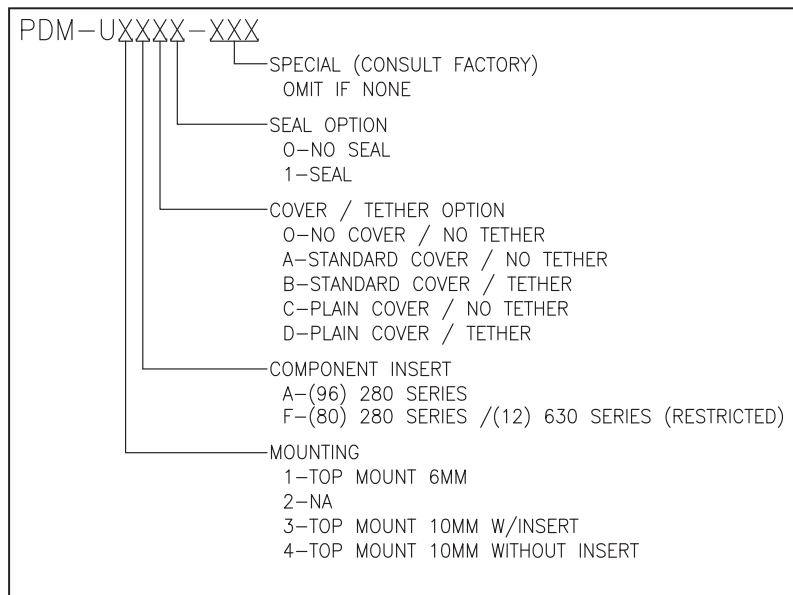 PDM-UXXXX-XXX
SPECIAL (CONSULT FACTORY)
OMIT IF NONE
SEAL OPTION
0-NO SEAL
1-SEAL
COVER / TETHER OPTION
0-NO COVER / NO TETHER
A-STANDARD COVER / NO TETHER
B-STANDARD COVER / TETHER
C-PLAIN COVER / NO TETHER
D-PLAIN COVER / TETHER
COMPONENT INSERT
A-(96) 280 SERIES
F-(80) 280 SERIES /(12) 630 SERIES (RESTRICTED)
MOUNTING
1-TOP MOUNT 6MM
2-NA
3-TOP MOUNT 10MM W/INSERT
4-TOP MOUNT 10MM WITHOUT INSERT